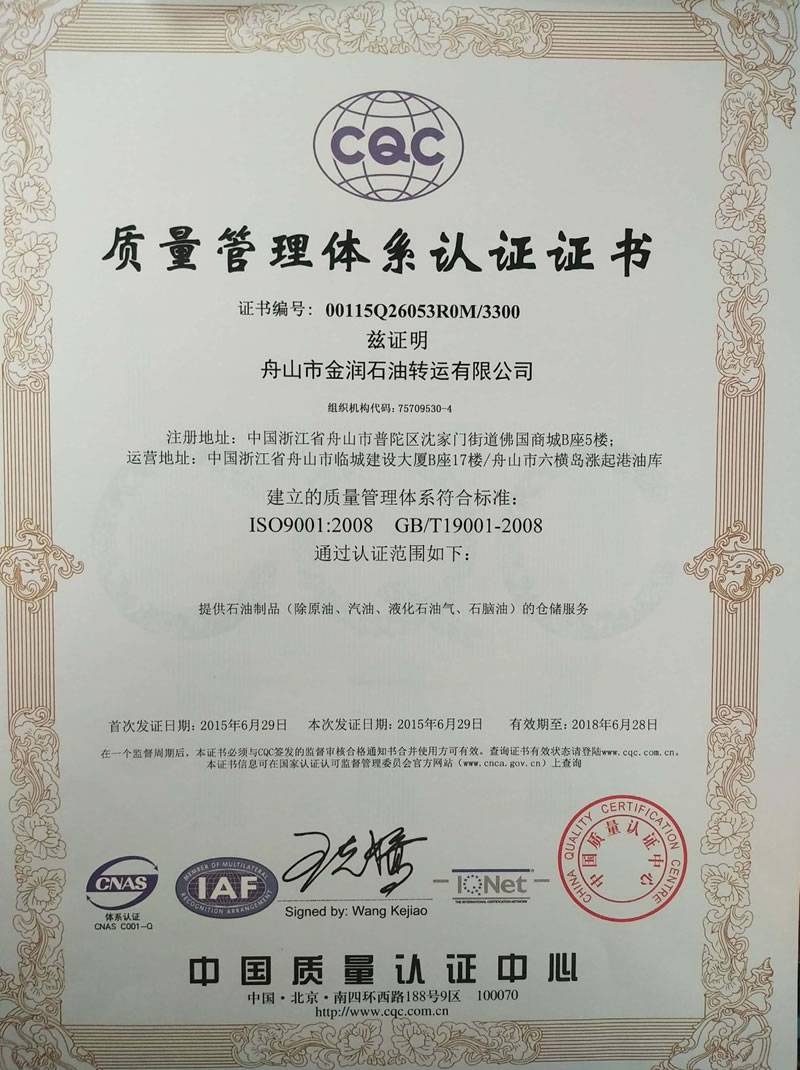 CQC
质量管理体系认证证书
证书编号：00115Q26053R0M/3300
兹证明
舟山市金润石油转运有限公司
组织机构代码：75709530-4
注册地址：中国浙江省舟山市普陀区沈家门街道佛国商城B座5楼；
运营地址：中国浙江省舟山市临城建设大厦B座17楼/舟山市六横岛涨起港油库
建立的质量管理体系符合标准：
ISO9001:2008 GB/T19001-2008
通过认证范围如下：
提供石油制品（除原油、汽油、液化石油气、石脑油）的仓储服务
首次发证日期：2015年6月29日 本次发证日期：2015年6月29日 有效期至：2018年6月28日
在一个监督周期后，本证书必须与CQC签发的监督审核合格通知书合并使用方可有效。查询证书有效状态请登陆www.cqc.com.cn。
本证书信息可在国家认证认可监督管理委员会官方网站（www.cnca.gov.cn）上查询
CNAS
体系认证
CNAS C001-Q
MEMBER OF MULTILATERAL
IAF
RECOGNITION ARRANGEMENT
王克娇
Signed by: Wang Kejiao
IQNet
THE INTERNATIONAL CERTIFICATION NETWORK
CHINA QUALITY CERTIFICATION CENTRE
中国质量认证中心
中国质量认证中心
中国·北京·南四环西路188号9区 100070
http://www.cqc.com.cn